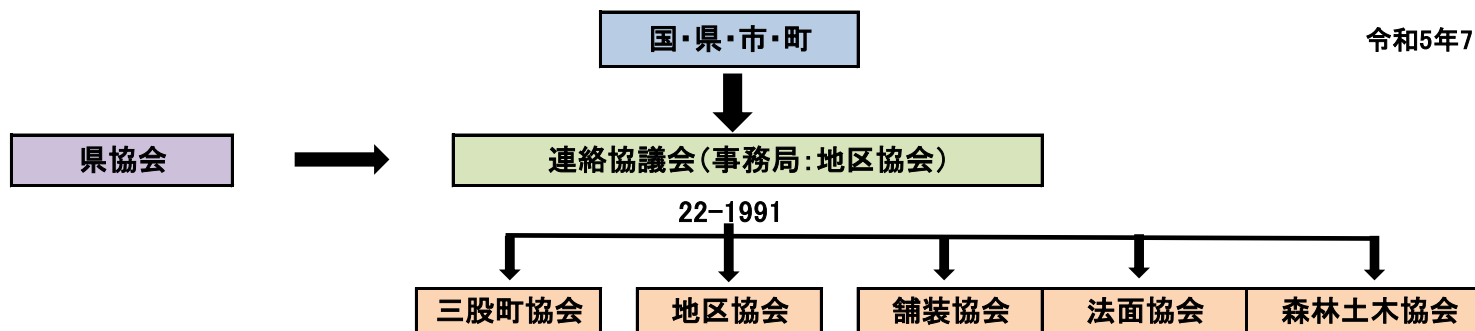 国・県・市・町
令和5年7
県協会
連絡協議会（事務局：地区協会）
22-1991
三股町協会
地区協会
舗装協会
法面協会
森林土木協会